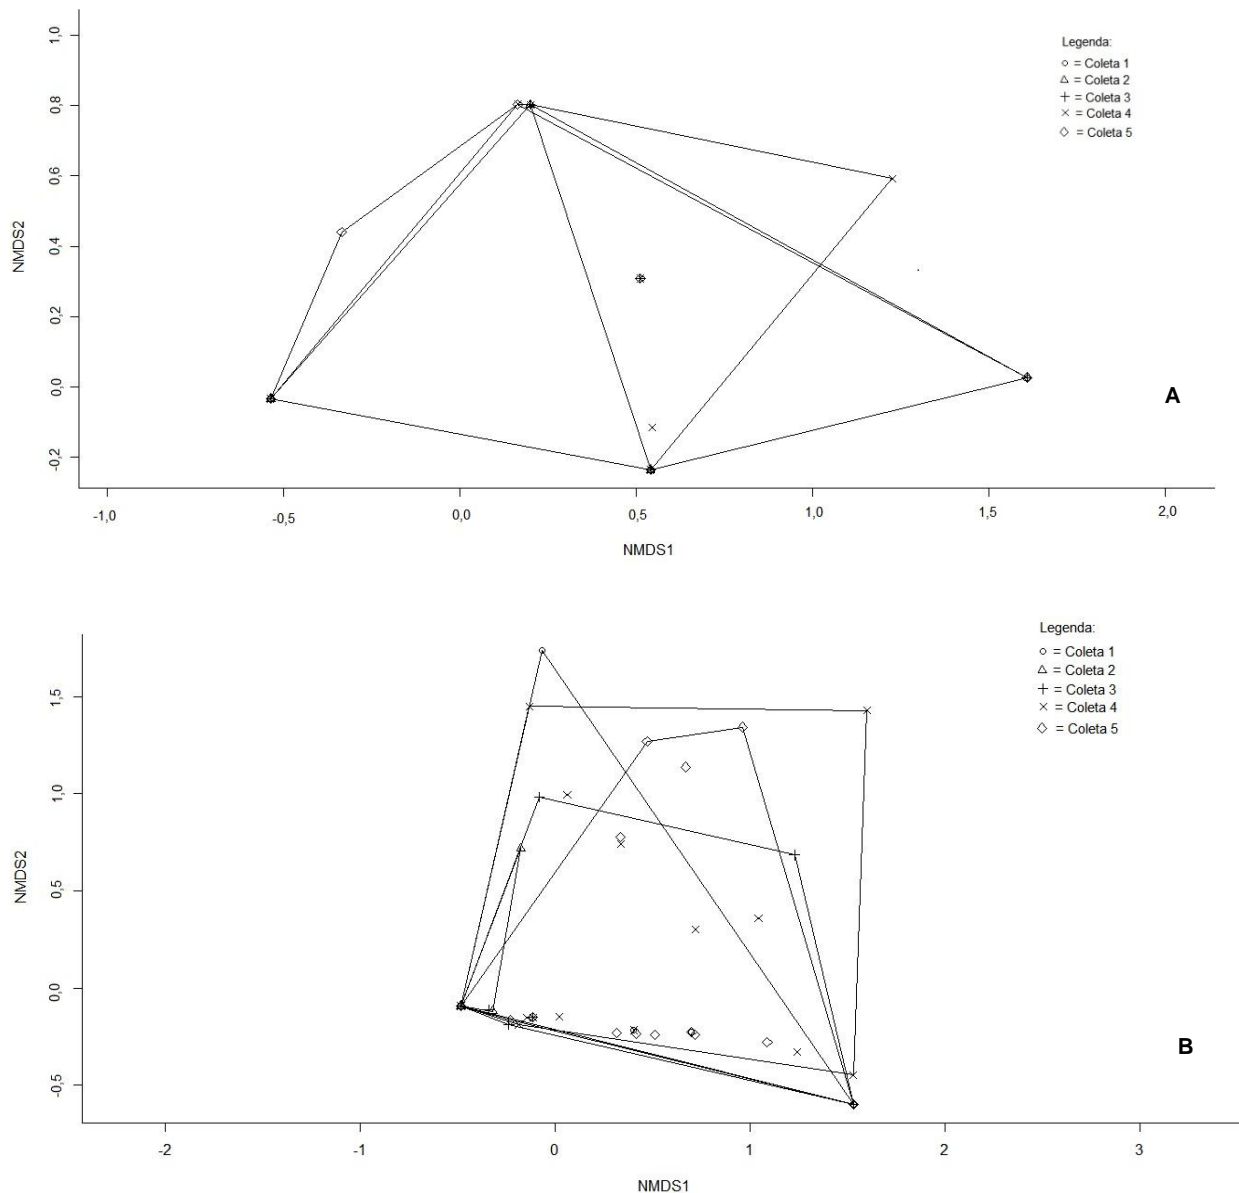 1,0
0,8
0,6
0,4
0,2
0,0
-0,2
NMDS2
Legenda:
= Coleta 1
= Coleta 2
= Coleta 3
= Coleta 4
= Coleta 5
A
-1,0 -0,5 0,0 0,5 1,0 1,5 2,0
NMDS1
1,5
1,0
0,5
0,0
-0,5
NMDS2
Legenda:
= Coleta 1
= Coleta 2
= Coleta 3
= Coleta 4
= Coleta 5
B
-2 -1 0 1 2 3
NMDS1